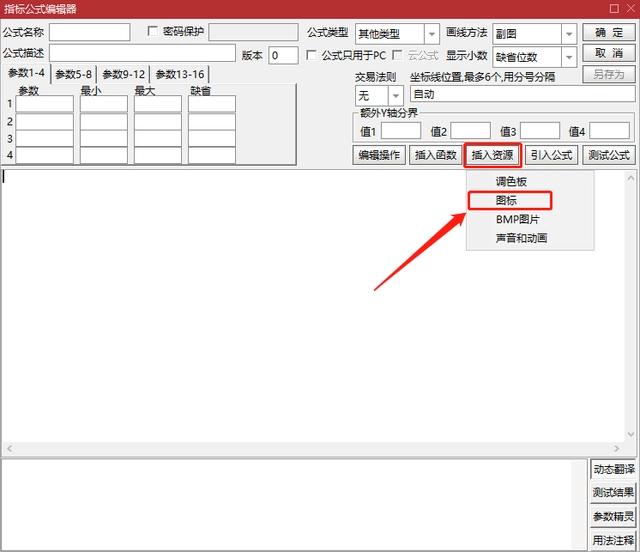 指标公式编辑器
公式名称 密码保护 公式类型 其他类型 画线方法 副图 确 定
公式描述 版本 0 公式只用于PC 云公式 显示小数 缺省位数 取 消
参数1-4 参数5-8 参数9-12 参数13-16 交易法则 坐标线位置,最多6个,用分号分隔 另存为
参数 最小 最大 缺省 无 自动
1
2
3
4
额外Y轴分界
值1 值2 值3 值4
编辑操作 插入函数 插入资源 引入公式 测试公式
调色板
图标
BMP图片
声音和动画
动态翻译
测试结果
参数精灵
用法注释